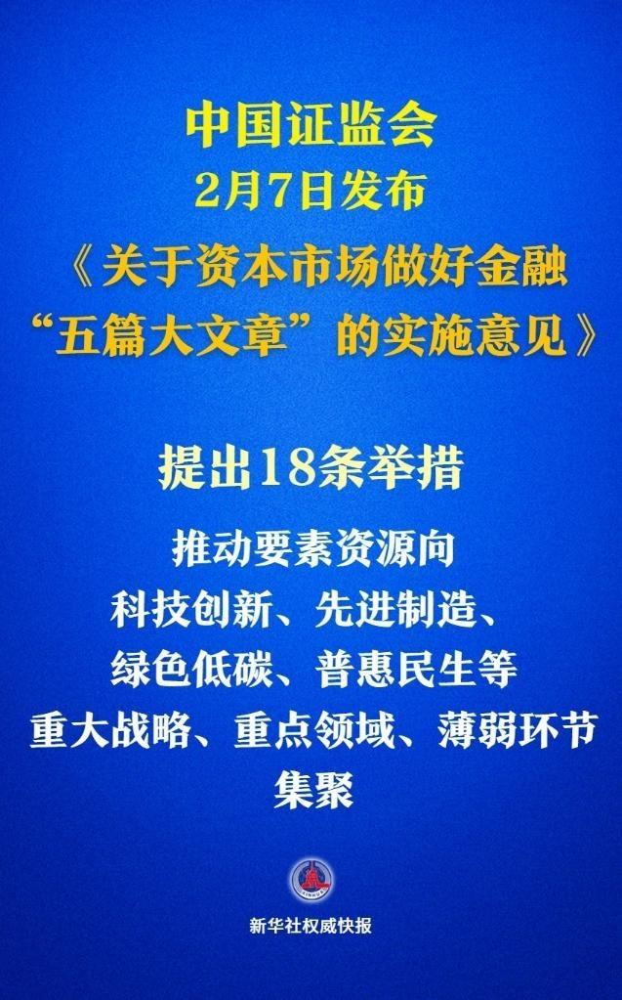 中国证监会
2月7日发布
《关于资本市场做好金融
“五篇大文章”的实施意见》
提出18条举措
推动要素资源向
科技创新、先进制造、
绿色低碳、普惠民生等
重大战略、重点领域、薄弱环节
集聚
XINHUA
新华社权威快报